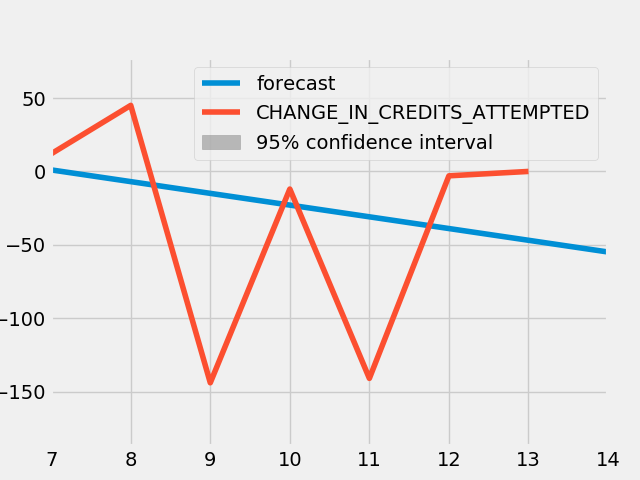 forecast
CHANGE_IN_CREDITS_ATTEMPTED
95% confidence interval
50
0
−50
−100
−150
7 8 9 10 11 12 13 14